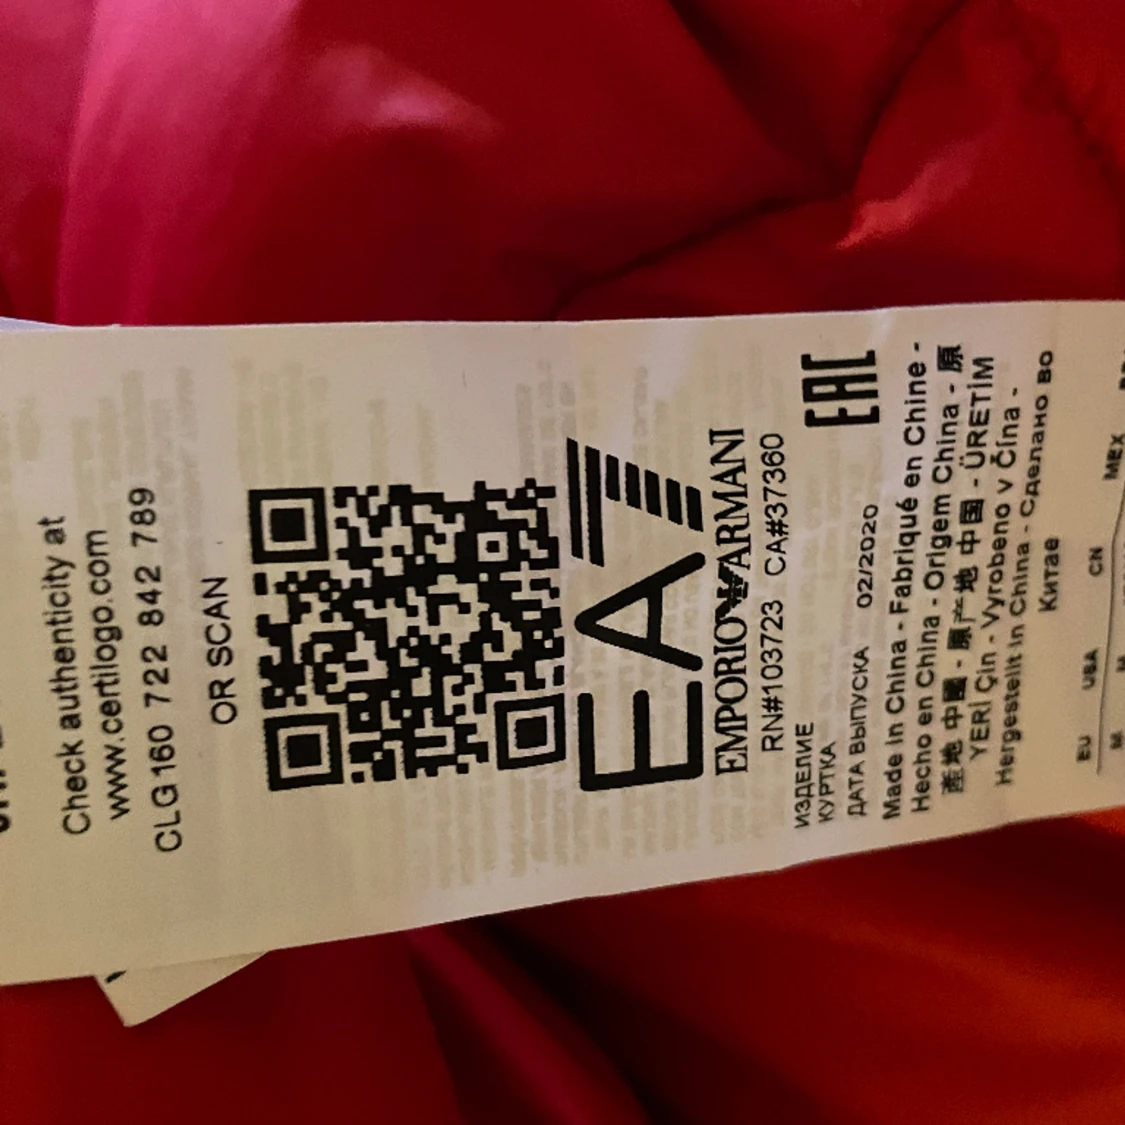 Check authenticity at
www.certilogo.com
CLG160 722 842 789
OR SCAN
EA7
EMPORIO ARMANI
RN#103723 CA#37360
ИЗДЕЛИЕ
КУРТКА
EAC
ДАТА ВЫПУСКА 02/2020
Made in China - Fabriqué en Chine -
Hecho en China - Origem China - 原
產地 中國 - 原产地 中国 - ÜRETİM
YERİ Çin - Vyrobeno v Čína -
Hergestellt in China - Сделано во
Китае
EU USA CN MEX
M M